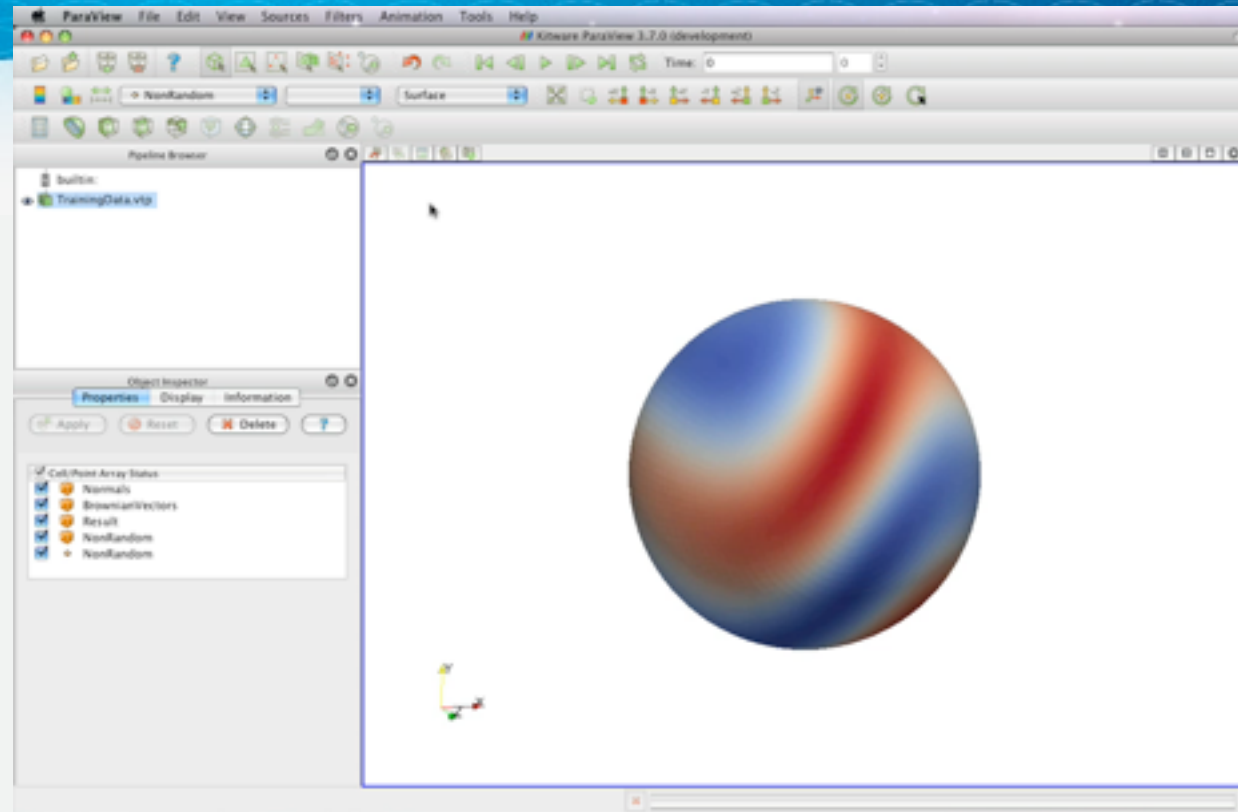 ParaView File Edit View Sources Filters Animation Tools Help
Kitware ParaView 3.7.0 (development)
? Time: 0 0
NonRandom Surface
Pipeline Browser
builtin:
TrainingData.vtp
Object Inspector
Properties Display Information
Apply Reset Delete ?
Cell/Point Array Status
Normals
BrownianVectors
Result
NonRandom
NonRandom
Y
X
Z